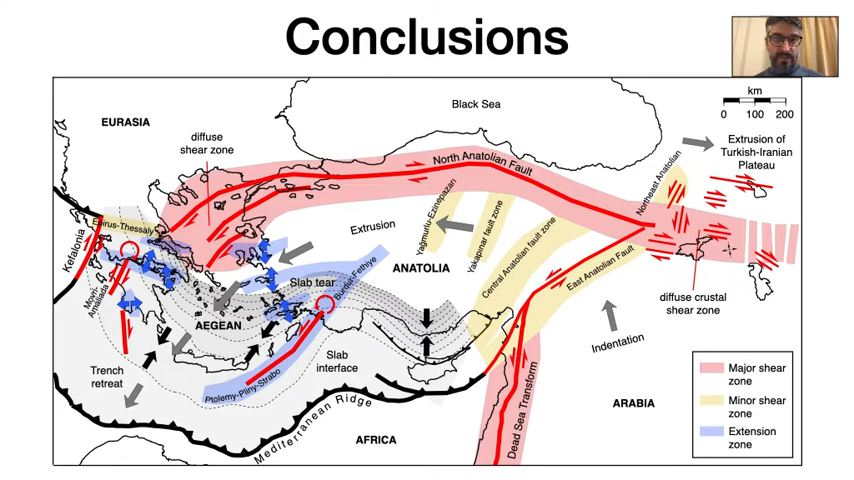 Conclusions
EURASIA
Black Sea
km
0 100 200
diffuse
shear zone
North Anatolian Fault
Extrusion of
Turkish-Iranian
Plateau
Northeast Anatolian
Epirus-Thessaly
Kefalonia
Movri-
Amaliada
Extrusion
Yagmurlu-Ezinepazarı
Yakapınar fault zone
Central Anatolian fault zone
East Anatolian Fault
ANATOLIA
Slab tear
Burdur-Fethiye
AEGEAN
diffuse crustal
shear zone
Indentation
Trench
retreat
Slab
interface
Ptolemy-Pliny-Strabo
Mediterranean Ridge
Dead Sea Transform
ARABIA
AFRICA
Major shear
zone
Minor shear
zone
Extension
zone